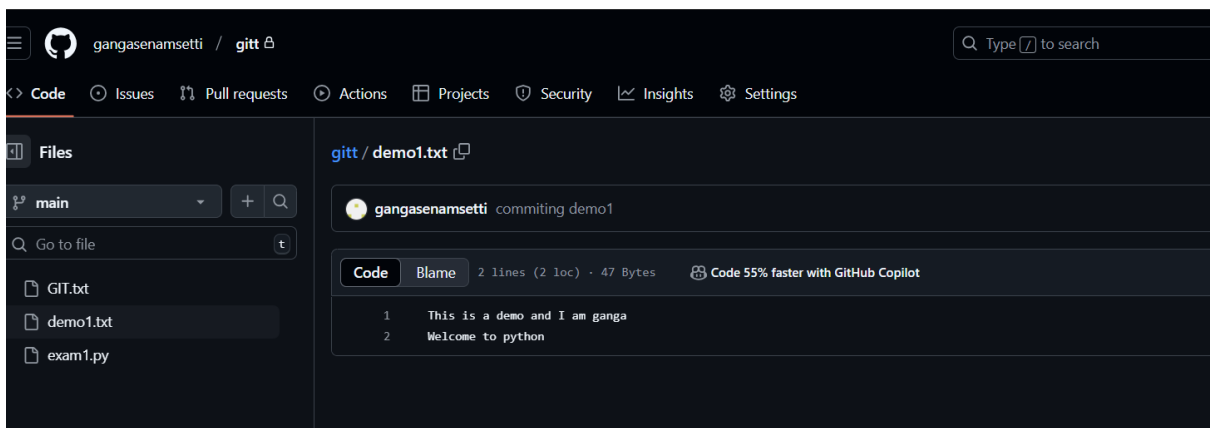 gangasenamsetti / gitt
Type / to search
<> Code Issues Pull requests Actions Projects Security Insights Settings
Files
main
Go to file t
GIT.txt
demo1.txt
exam1.py
gitt / demo1.txt
gangasenamsetti commiting demo1
Code Blame 2 lines (2 loc) · 47 Bytes Code 55% faster with GitHub Copilot
1 This is a demo and I am ganga
2 Welcome to python